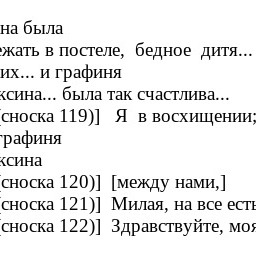 на была
ежать в постеле, бедное дитя...
их... и графиня
ксина... была так счастлива...
сноска 119)] Я в восхищении;
графиня
ксина
сноска 120)] [между нами,]
сноска 121)] Милая, на все есть
сноска 122)] Здравствуйте, моя